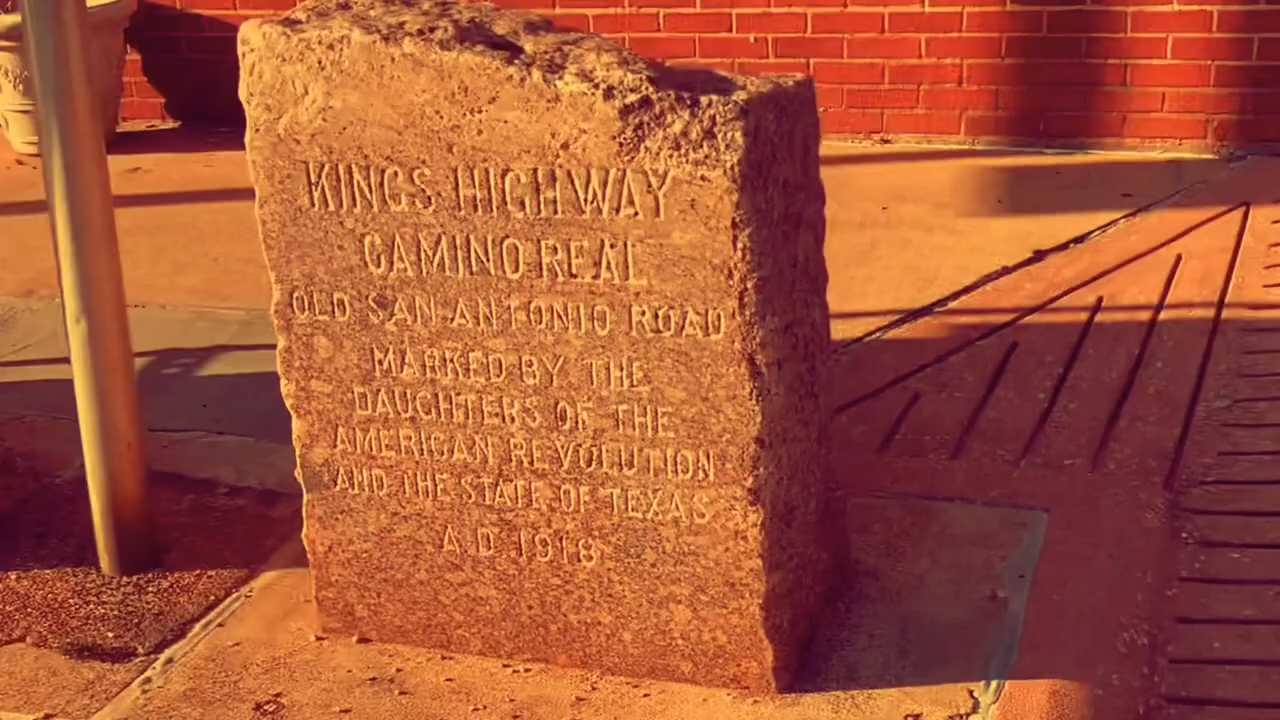 KINGS HIGHWAY
CAMINO REAL
OLD SAN ANTONIO ROAD
MARKED BY THE
DAUGHTERS OF THE
AMERICAN REVOLUTION
AND THE STATE OF TEXAS
A D 1918